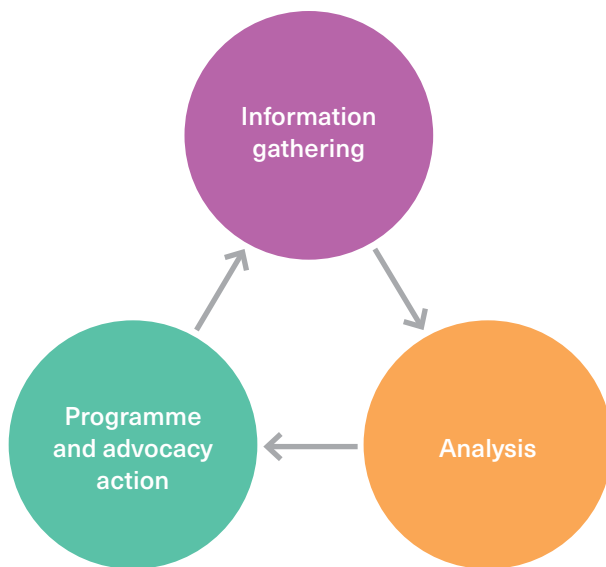 Information
gathering
Programme
and advocacy
action
Analysis